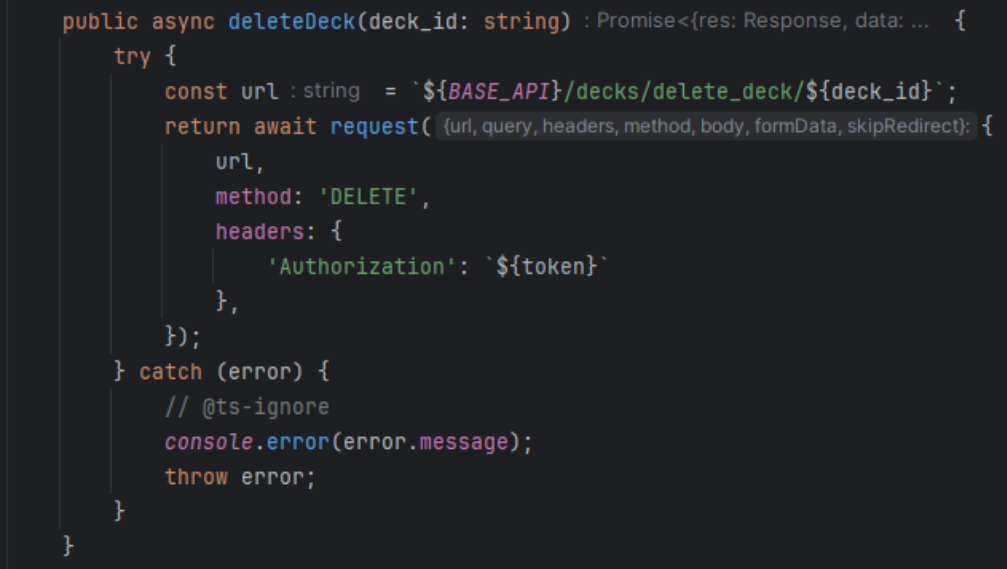 public async deleteDeck(deck_id: string) : Promise<{res: Response, data: ... {
try {
const url : string = `${BASE_API}/decks/delete_deck/${deck_id}`;
return await request( {url, query, headers, method, body, formData, skipRedirect}: {
url,
method: 'DELETE',
headers: {
'Authorization': `${token}`
},
});
} catch (error) {
// @ts-ignore
console.error(error.message);
throw error;
}
}